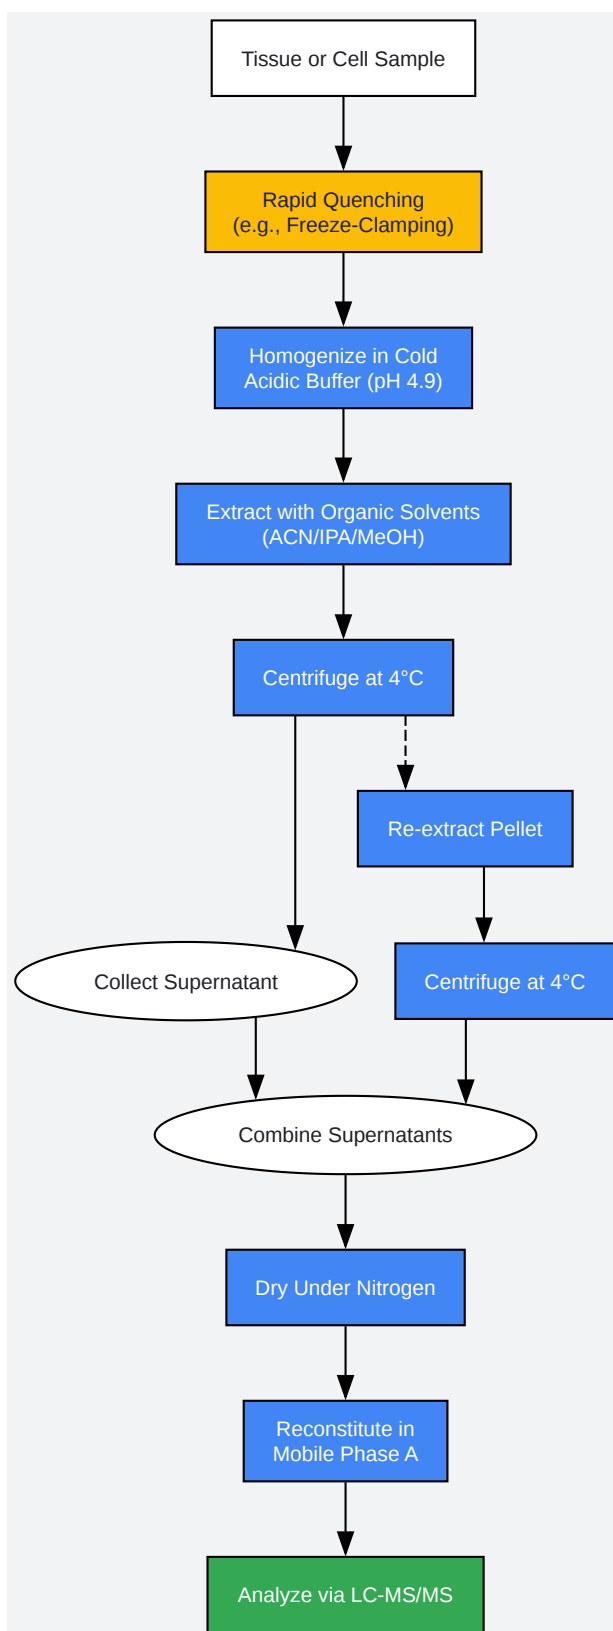 Tissue or Cell Sample
Rapid Quenching
(e.g., Freeze-Clamping)
Homogenize in Cold
Acidic Buffer (pH 4.9)
Extract with Organic Solvents
(ACN/IPA/MeOH)
Centrifuge at 4°C
Re-extract Pellet
Collect Supernatant
Centrifuge at 4°C
Combine Supernatants
Dry Under Nitrogen
Reconstitute in
Mobile Phase A
Analyze via LC-MS/MS